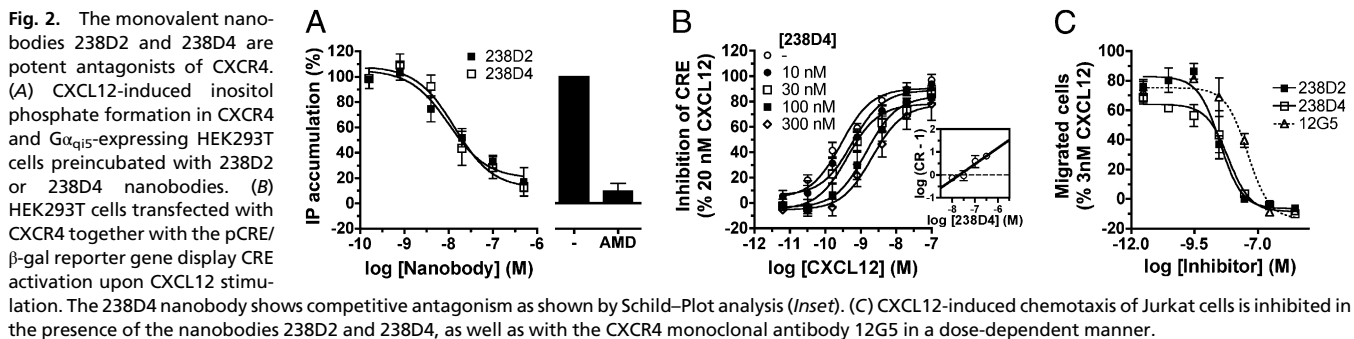 Fig. 2. The monovalent nano-
bodies 238D2 and 238D4 are
potent antagonists of CXCR4.
(A) CXCL12-induced inositol
phosphate formation in CXCR4
and Gαqi5-expressing HEK293T
cells preincubated with 238D2
or 238D4 nanobodies. (B)
HEK293T cells transfected with
CXCR4 together with the pCRE/
β-gal reporter gene display CRE
activation upon CXCL12 stimu-
lation. The 238D4 nanobody shows competitive antagonism as shown by Schild–Plot analysis (Inset). (C) CXCL12-induced chemotaxis of Jurkat cells is inhibited in
the presence of the nanobodies 238D2 and 238D4, as well as with the CXCR4 monoclonal antibody 12G5 in a dose-dependent manner.
A
IP accumulation (%)
120
100
80
60
40
20
0
-20
238D2
238D4
-10 -9 -8 -7 -6
log [Nanobody] (M)
- AMD
B
Inhibition of CRE
(% 20 nM CXCL12)
120
100
80
60
40
20
0
-20
[238D4]
-
10 nM
30 nM
100 nM
300 nM
-12 -11 -10 -9 -8 -7
log [CXCL12] (M)
log (CR - 1)
2
1
0
-1
-8 -7 -6
log [238D4] (M)
C
Migrated cells
(% 3nM CXCL12)
100
80
60
40
20
0
-20
238D2
238D4
12G5
-12.0 -9.5 -7.0
log [Inhibitor] (M)